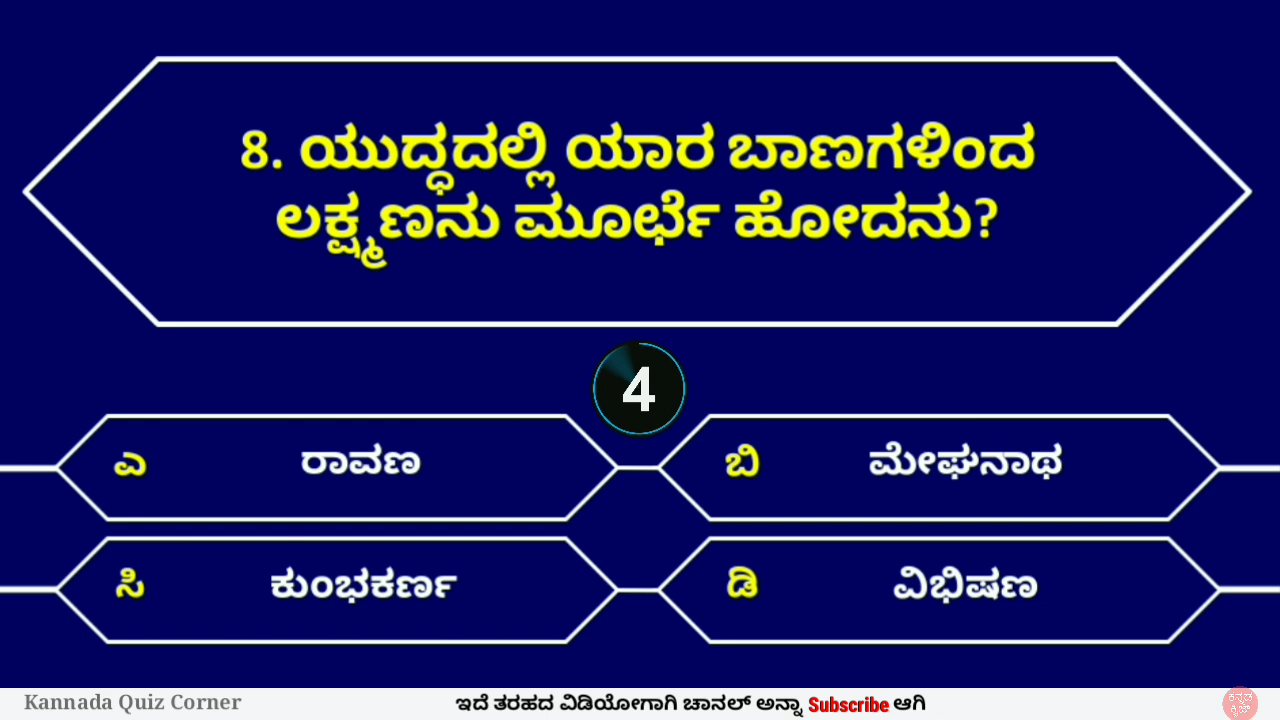 8. ಯುದ್ಧದಲ್ಲಿ ಯಾರ ಬಾಣಗಳಿಂದ
ಲಕ್ಷ್ಮಣನು ಮೂರ್ಛೆ ಹೋದನು?
4
ಎ ರಾವಣ
ಬಿ ಮೇಘನಾಥ
ಸಿ ಕುಂಭಕರ್ಣ
ಡಿ ವಿಭಿಷಣ
Kannada Quiz Corner
ಇದೆ ತರಹದ ವಿಡಿಯೋಗಾಗಿ ಚಾನಲ್ ಅನ್ನಾ Subscribe ಆಗಿ